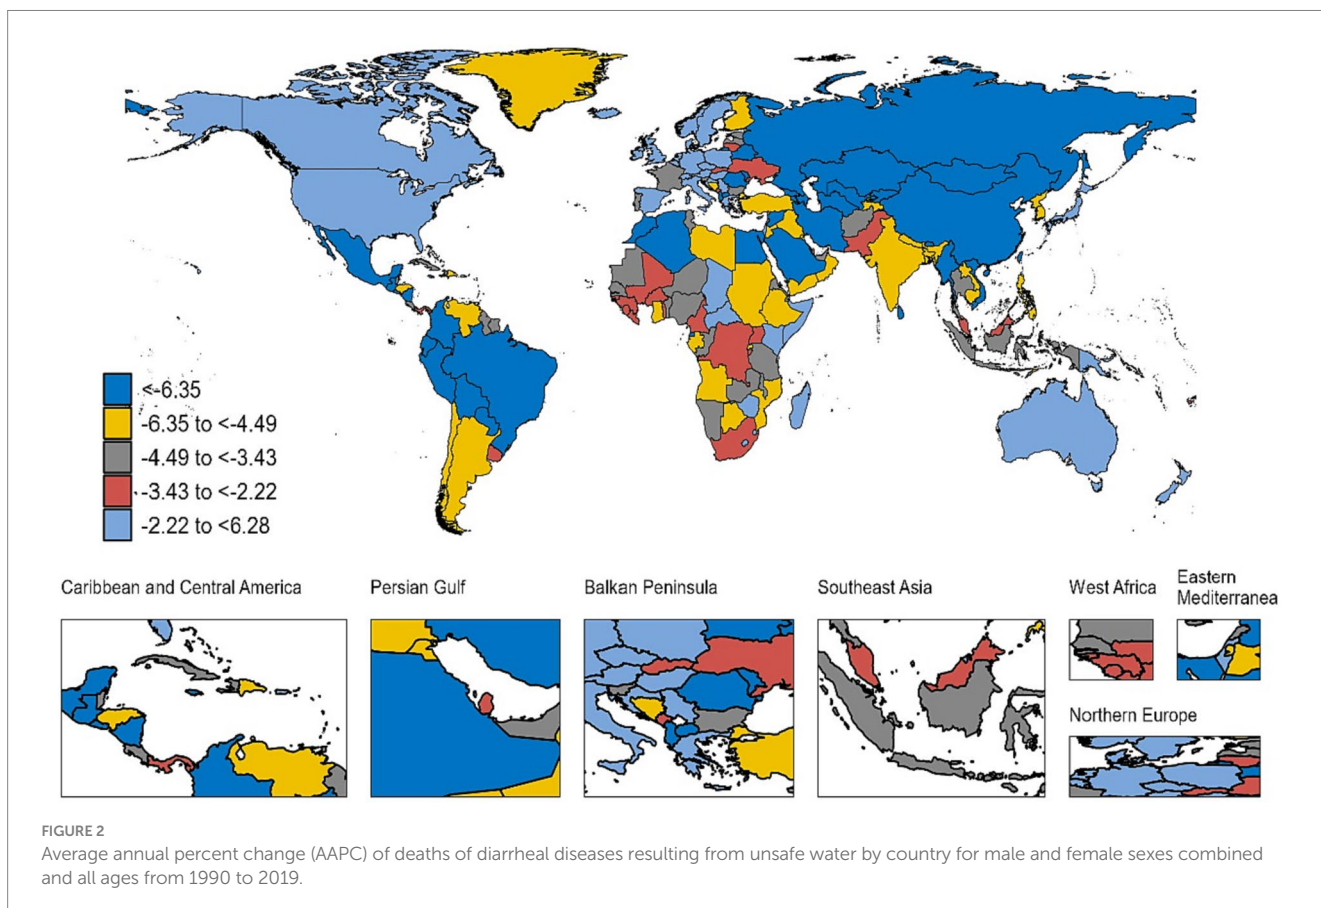 <-6.35
-6.35 to <-4.49
-4.49 to <-3.43
-3.43 to <-2.22
-2.22 to <6.28
Caribbean and Central America
Persian Gulf
Balkan Peninsula
Southeast Asia
West Africa
Eastern
Mediterranea
Northern Europe
FIGURE 2
Average annual percent change (AAPC) of deaths of diarrheal diseases resulting from unsafe water by country for male and female sexes combined
and all ages from 1990 to 2019.